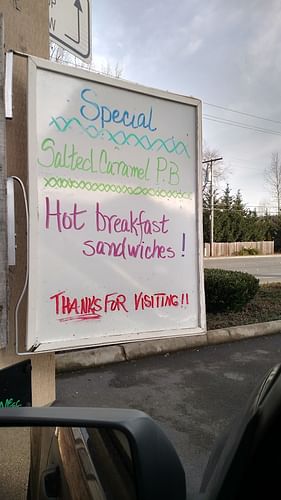 Special
Salted Caramel P.B
Hot breakfast
sandwiches!
THANKS FOR VISITING!!